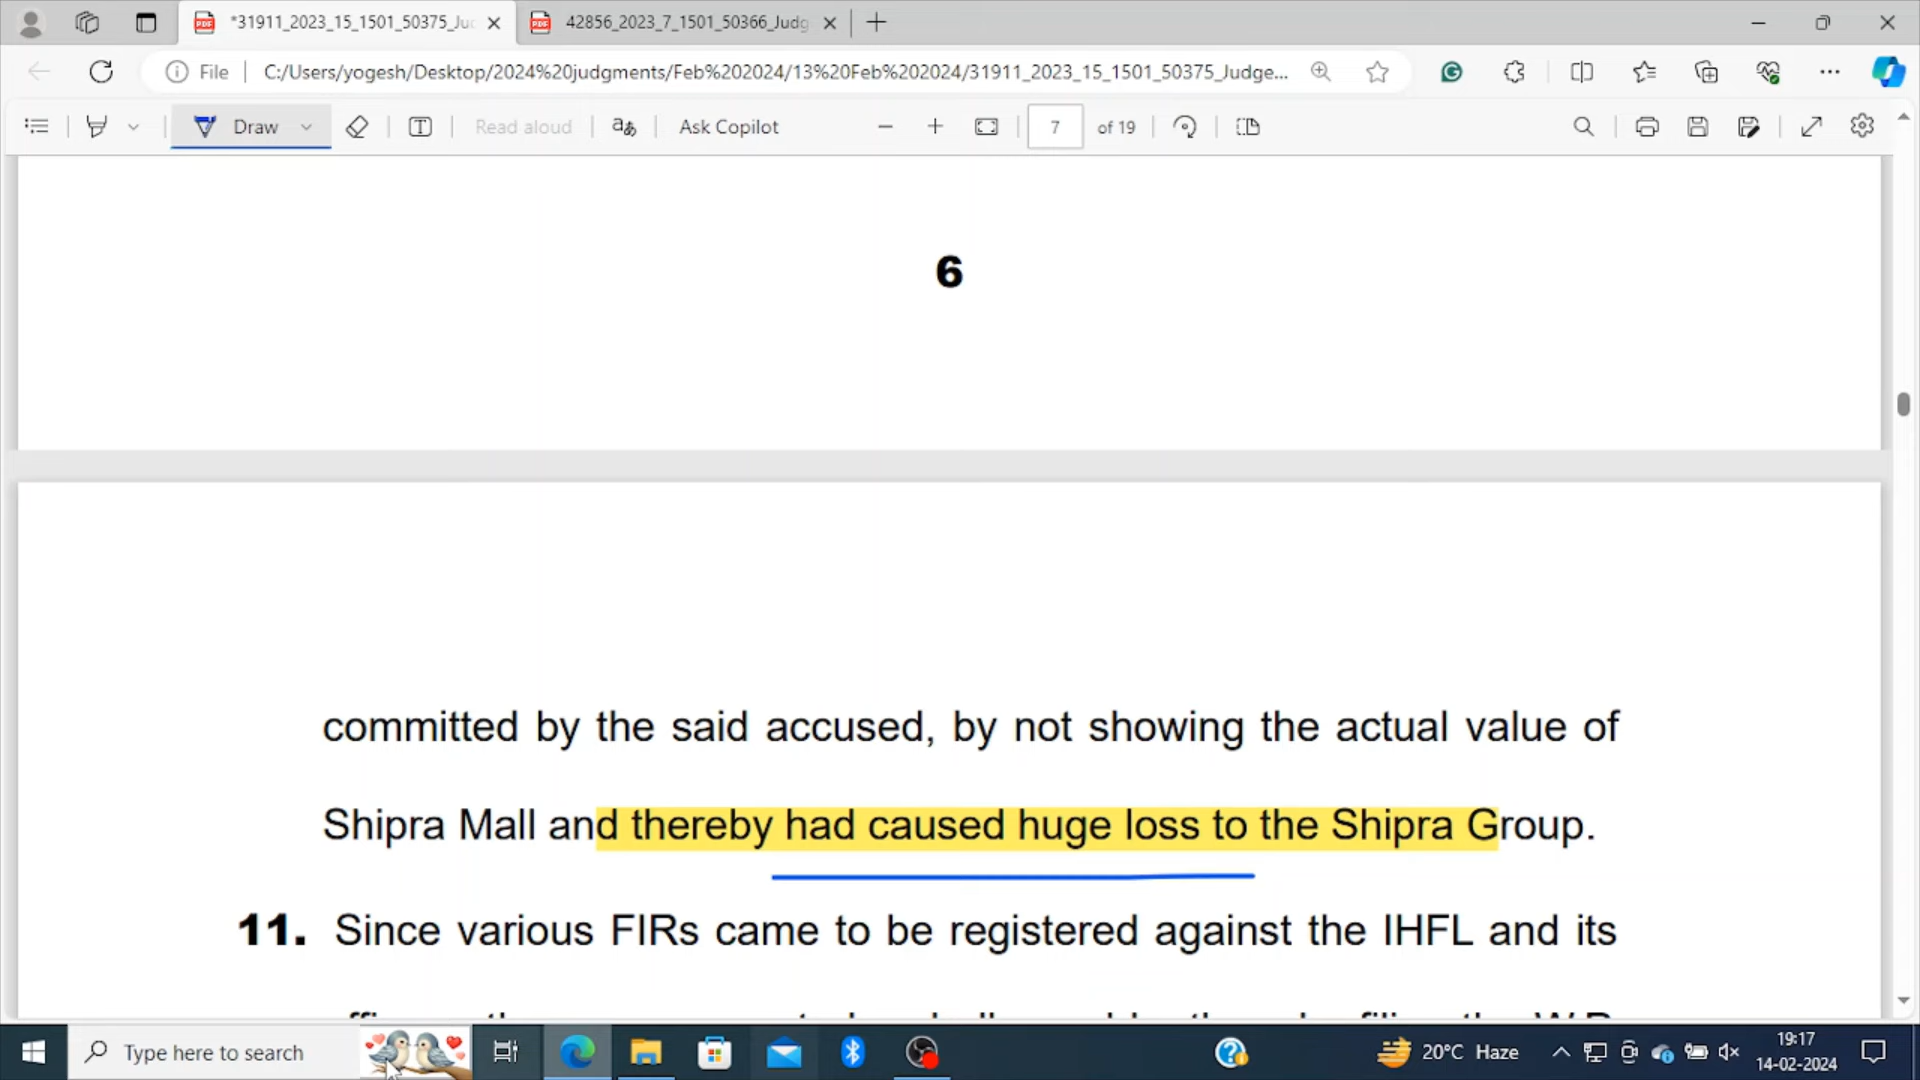 *31911_2023_15_1501_50375_Juc
42856_2023_7_1501_50366_Judg
File
C:/Users/yogesh/Desktop/2024%20judgments/Feb%202024/13%20Feb%202024/31911_2023_15_1501_50375_Judge...
Draw
Read aloud
aあ
Ask Copilot
7 of 19
6
committed by the said accused, by not showing the actual value of
Shipra Mall and thereby had caused huge loss to the Shipra Group.
11. Since various FIRs came to be registered against the IHFL and its
Type here to search
20°C Haze
19:17
14-02-2024